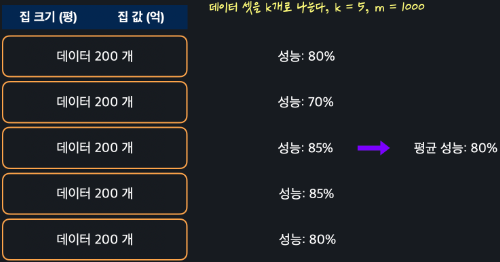 데이터 셋을 k개로 나눈다, k = 5, m = 1000
집 크기 (평) 집 값 (억)
데이터 200 개 성능: 80%
데이터 200 개 성능: 70%
데이터 200 개 성능: 85% 평균 성능: 80%
데이터 200 개 성능: 85%
데이터 200 개 성능: 80%